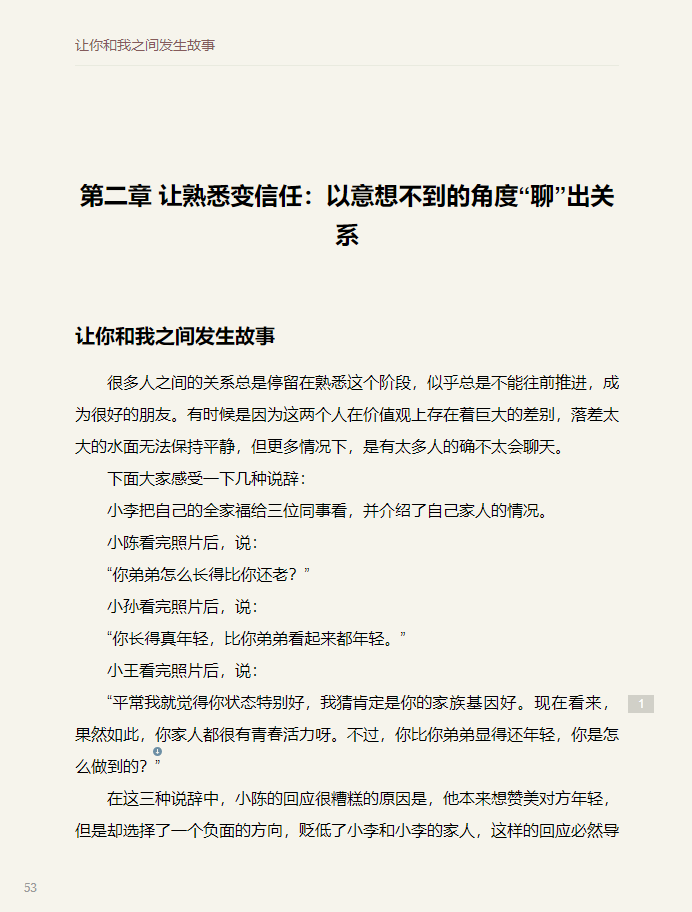 让你和我之间发生故事
第二章 让熟悉变信任：以意想不到的角度“聊”出关
系
让你和我之间发生故事
很多人之间的关系总是停留在熟悉这个阶段，似乎总是不能往前推进，成
为很好的朋友。有时候是因为这两个人在价值观上存在着巨大的差别，落差太
大的水面无法保持平静，但更多情况下，是有太多人的确不太会聊天。
下面大家感受一下几种说辞：
小李把自己的全家福给三位同事看，并介绍了自己家人的情况。
小陈看完照片后，说：
“你弟弟怎么长得比你还老？”
小孙看完照片后，说：
“你长得真年轻，比你弟弟看起来都年轻。”
小王看完照片后，说：
“平常我就觉得你状态特别好，我猜肯定是你的家族基因好。现在看来，
1
果然如此，你家人都很有青春活力呀。不过，你比你弟弟显得还年轻，你是怎
么做到的？”
在这三种说辞中，小陈的回应很糟糕的原因是，他本来想赞美对方年轻，
但是却选择了一个负面的方向，贬低了小李和小李的家人，这样的回应必然导
53